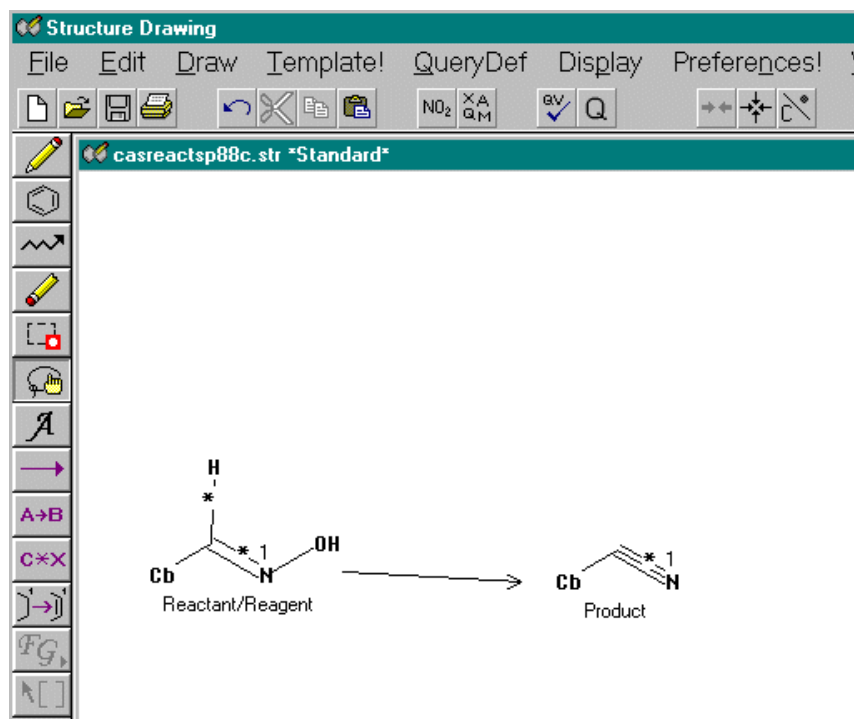 Structure Drawing
File Edit Draw Template! QueryDef Display Preferences!
NO₂ XA QM QV Q C
casreactsp88c.str *Standard*
A
A→B
C*X
FG
H
*
* 1
OH
Cb N
Reactant/Reagent
* 1
Cb N
Product